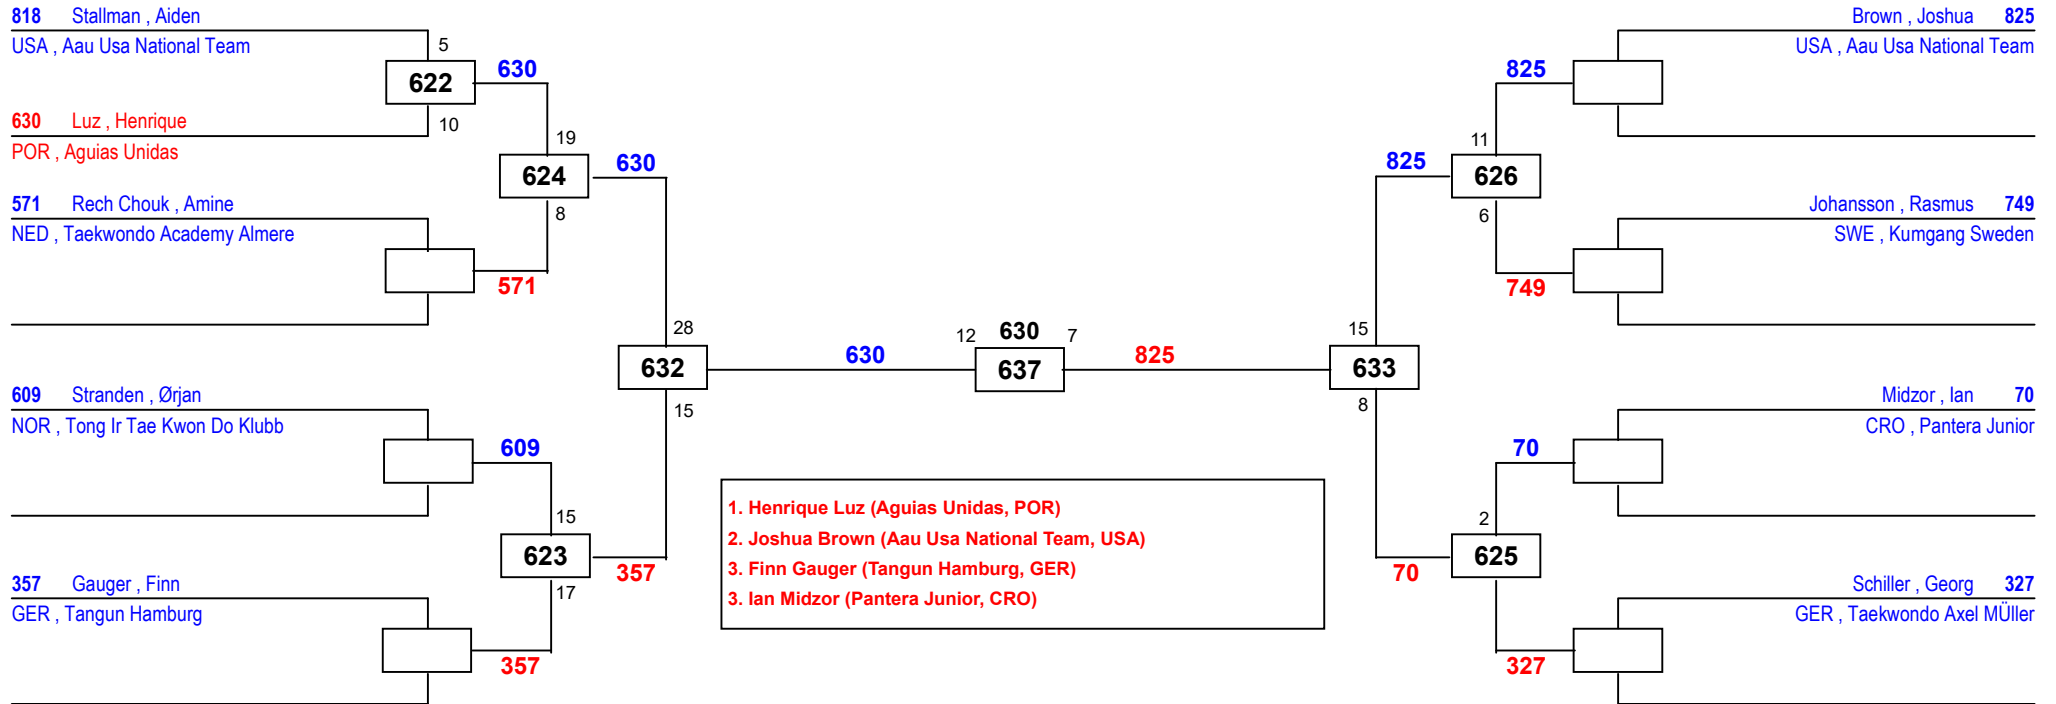 818 Stallman , Aiden
USA , Aau Usa National Team
5
622
630
630 Luz , Henrique
10
POR , Aguias Unidas
19
624
630
571 Rech Chouk , Amine
8
NED , Taekwondo Academy Almere
571
28
632
630
15
609 Stranden , Ørjan
NOR , Tong Ir Tae Kwon Do Klubb
609
15
623
357
17
357 Gauger , Finn
GER , Tangun Hamburg
357
12 630 7
637
825
1. Henrique Luz (Aguias Unidas, POR)
2. Joshua Brown (Aau Usa National Team, USA)
3. Finn Gauger (Tangun Hamburg, GER)
3. Ian Midzor (Pantera Junior, CRO)
Brown , Joshua 825
USA , Aau Usa National Team
825
11
825
626
6
Johansson , Rasmus 749
SWE , Kumgang Sweden
749
15
633
8
Midzor , Ian 70
CRO , Pantera Junior
70
2
625
70
Schiller , Georg 327
GER , Taekwondo Axel MÜller
327